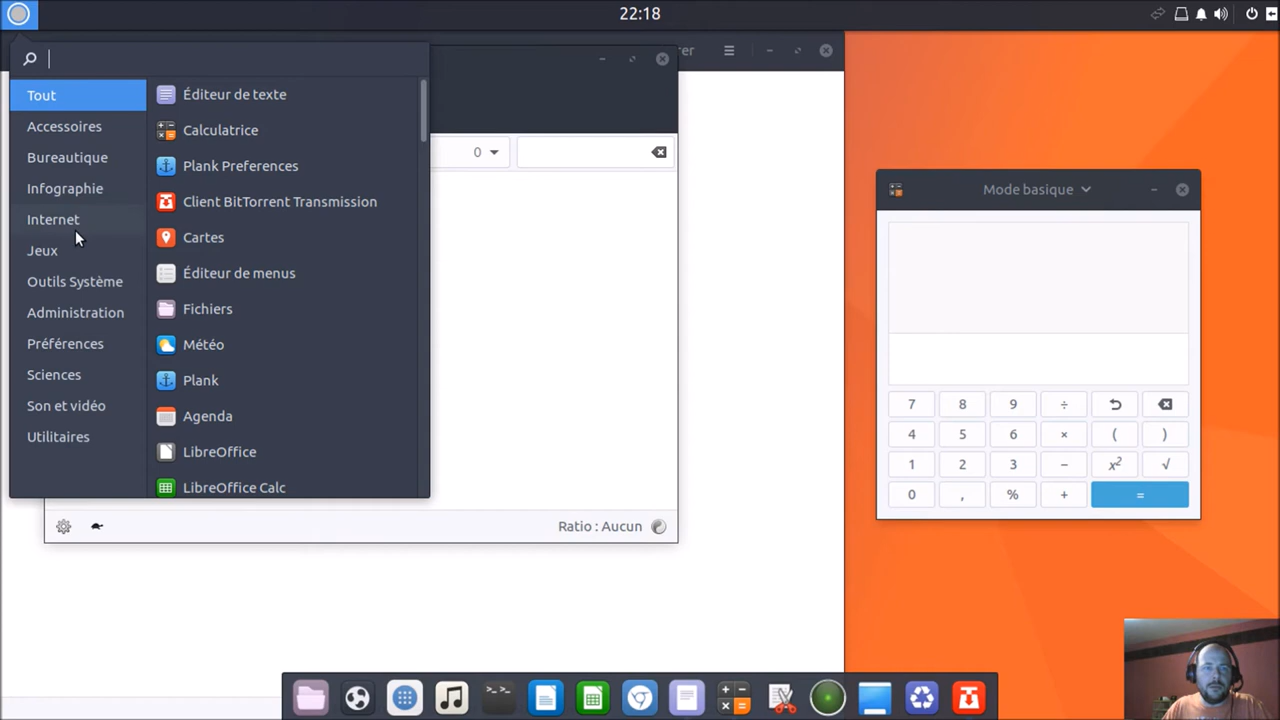 22:18
rer
Tout
Accessoires
Bureautique
Infographie
Internet
Jeux
Outils Système
Administration
Préférences
Sciences
Son et vidéo
Utilitaires
Éditeur de texte
Calculatrice
Plank Preferences
Client BitTorrent Transmission
Cartes
Éditeur de menus
Fichiers
Météo
Plank
Agenda
LibreOffice
LibreOffice Calc
0
Ratio : Aucun
Mode basique
7 8 9 ÷
4 5 6 × ( )
1 2 3 − x² √
0 , % + =